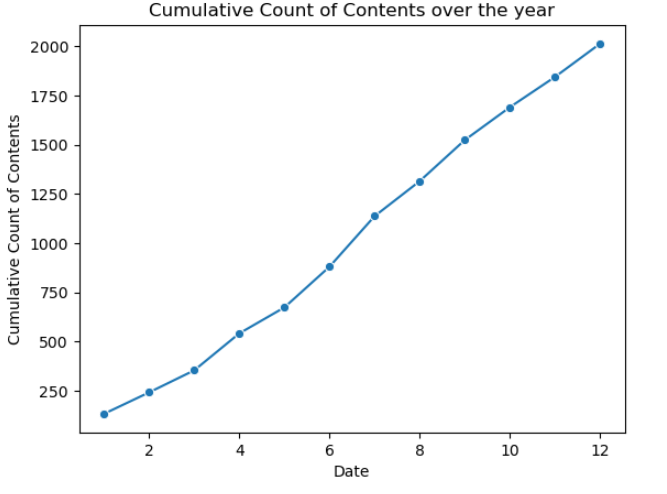 Cumulative Count of Contents over the year
2000
1750
1500
1250
1000
750
500
250
Cumulative Count of Contents
2 4 6 8 10 12
Date